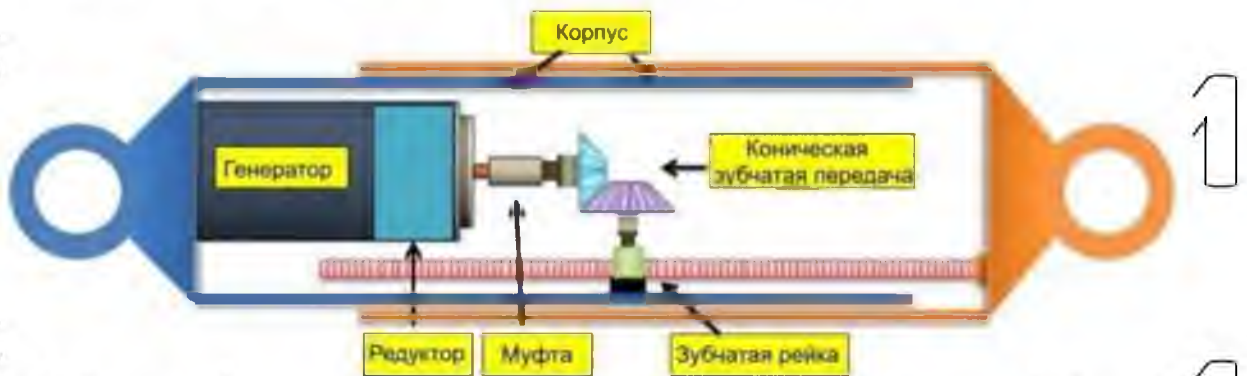 Корпус
Генератор
Коническая
зубчатая передача
Редуктор
Муфта
Зубчатая рейка